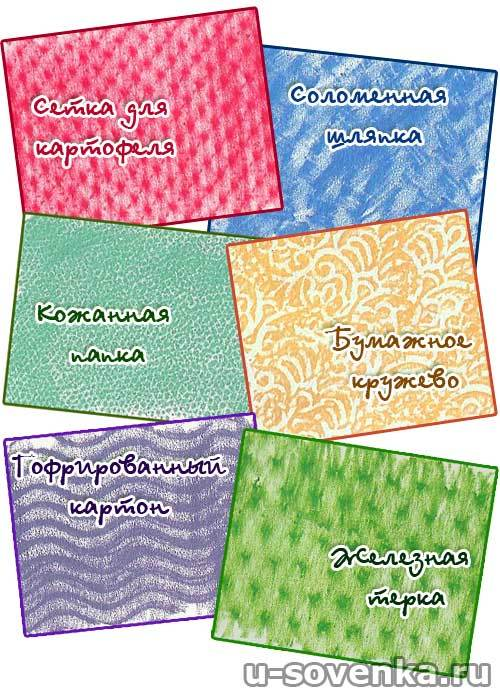 Сетка для
картофеля
Соломенная
шляпка
Кожанная
папка
Бумажное
кружево
Гофрированный
картон
Железная
терка
u-sovenka.ru